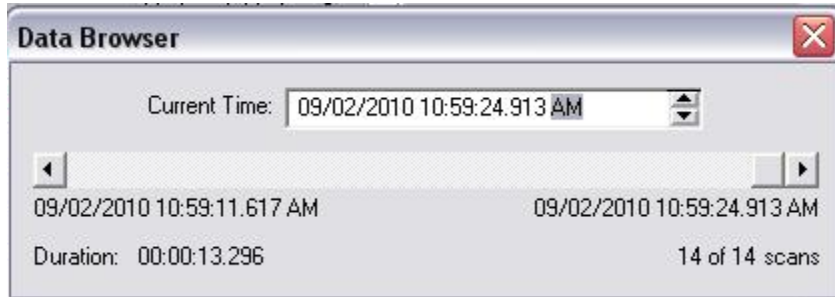 Data Browser
Current Time: 09/02/2010 10:59:24.913 AM
09/02/2010 10:59:11.617 AM 09/02/2010 10:59:24.913 AM
Duration: 00:00:13.296 14 of 14 scans